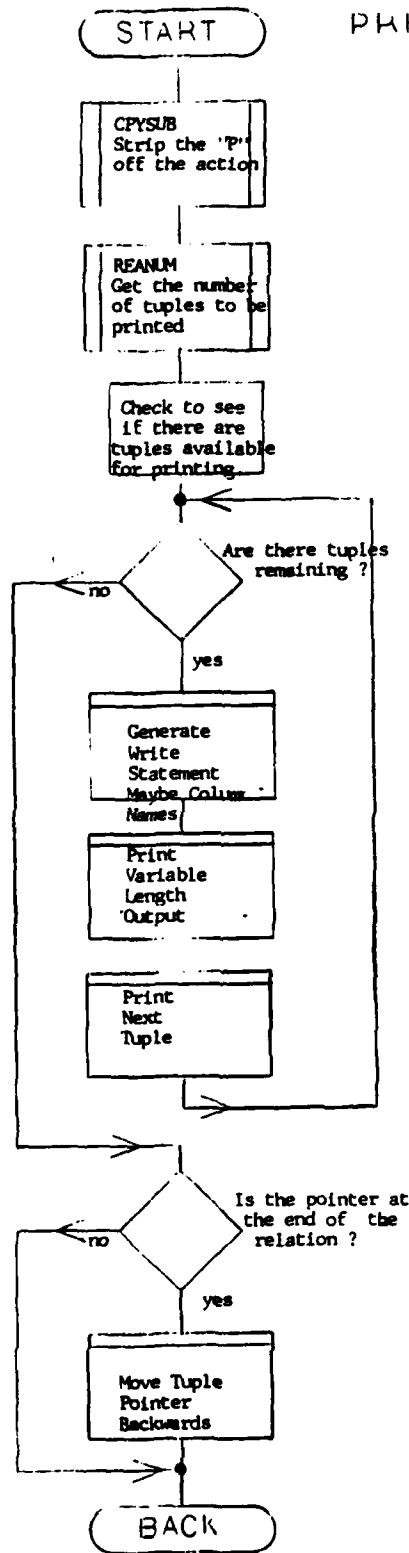 START
CPYSUB
Strip the "P"
off the action
REANUM
Get the number
of tuples to be
printed
Check to see
if there are
tuples available
for printing.
Are there tuples
remaining ?
no
yes
Generate
Write
Statement
Maybe Colum
Names
Print
Variable
Length
Output
Print
Next
Tuple
Is the pointer at
the end of the
relation ?
no
yes
Move Tuple
Pointer
Backwards
BACK